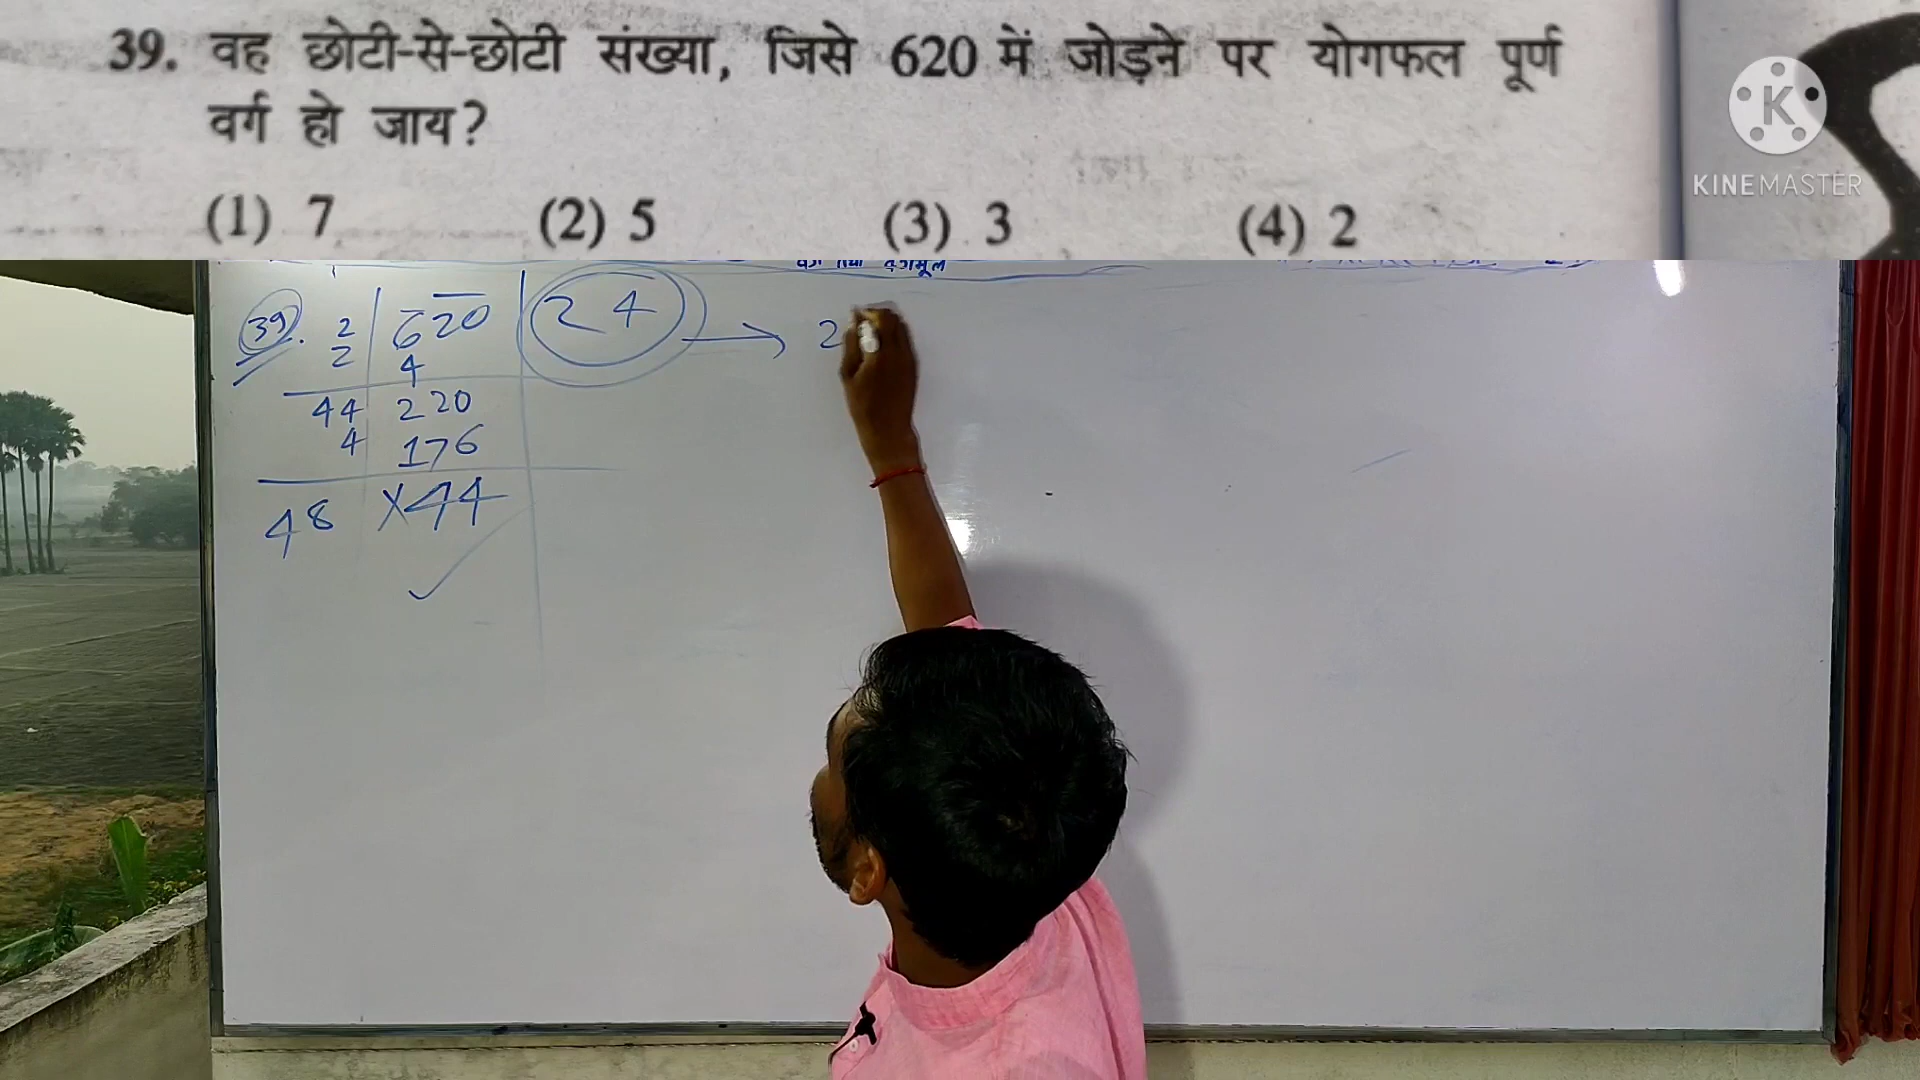 39. वह छोटी-से-छोटी संख्या, जिसे 620 में जोड़ने पर योगफल पूर्ण
वर्ग हो जाय?
(1) 7 (2) 5 (3) 3 (4) 2
KINEMASTER
39. 2 620 24 → 2
2 4
44 220
4 176
48 X44